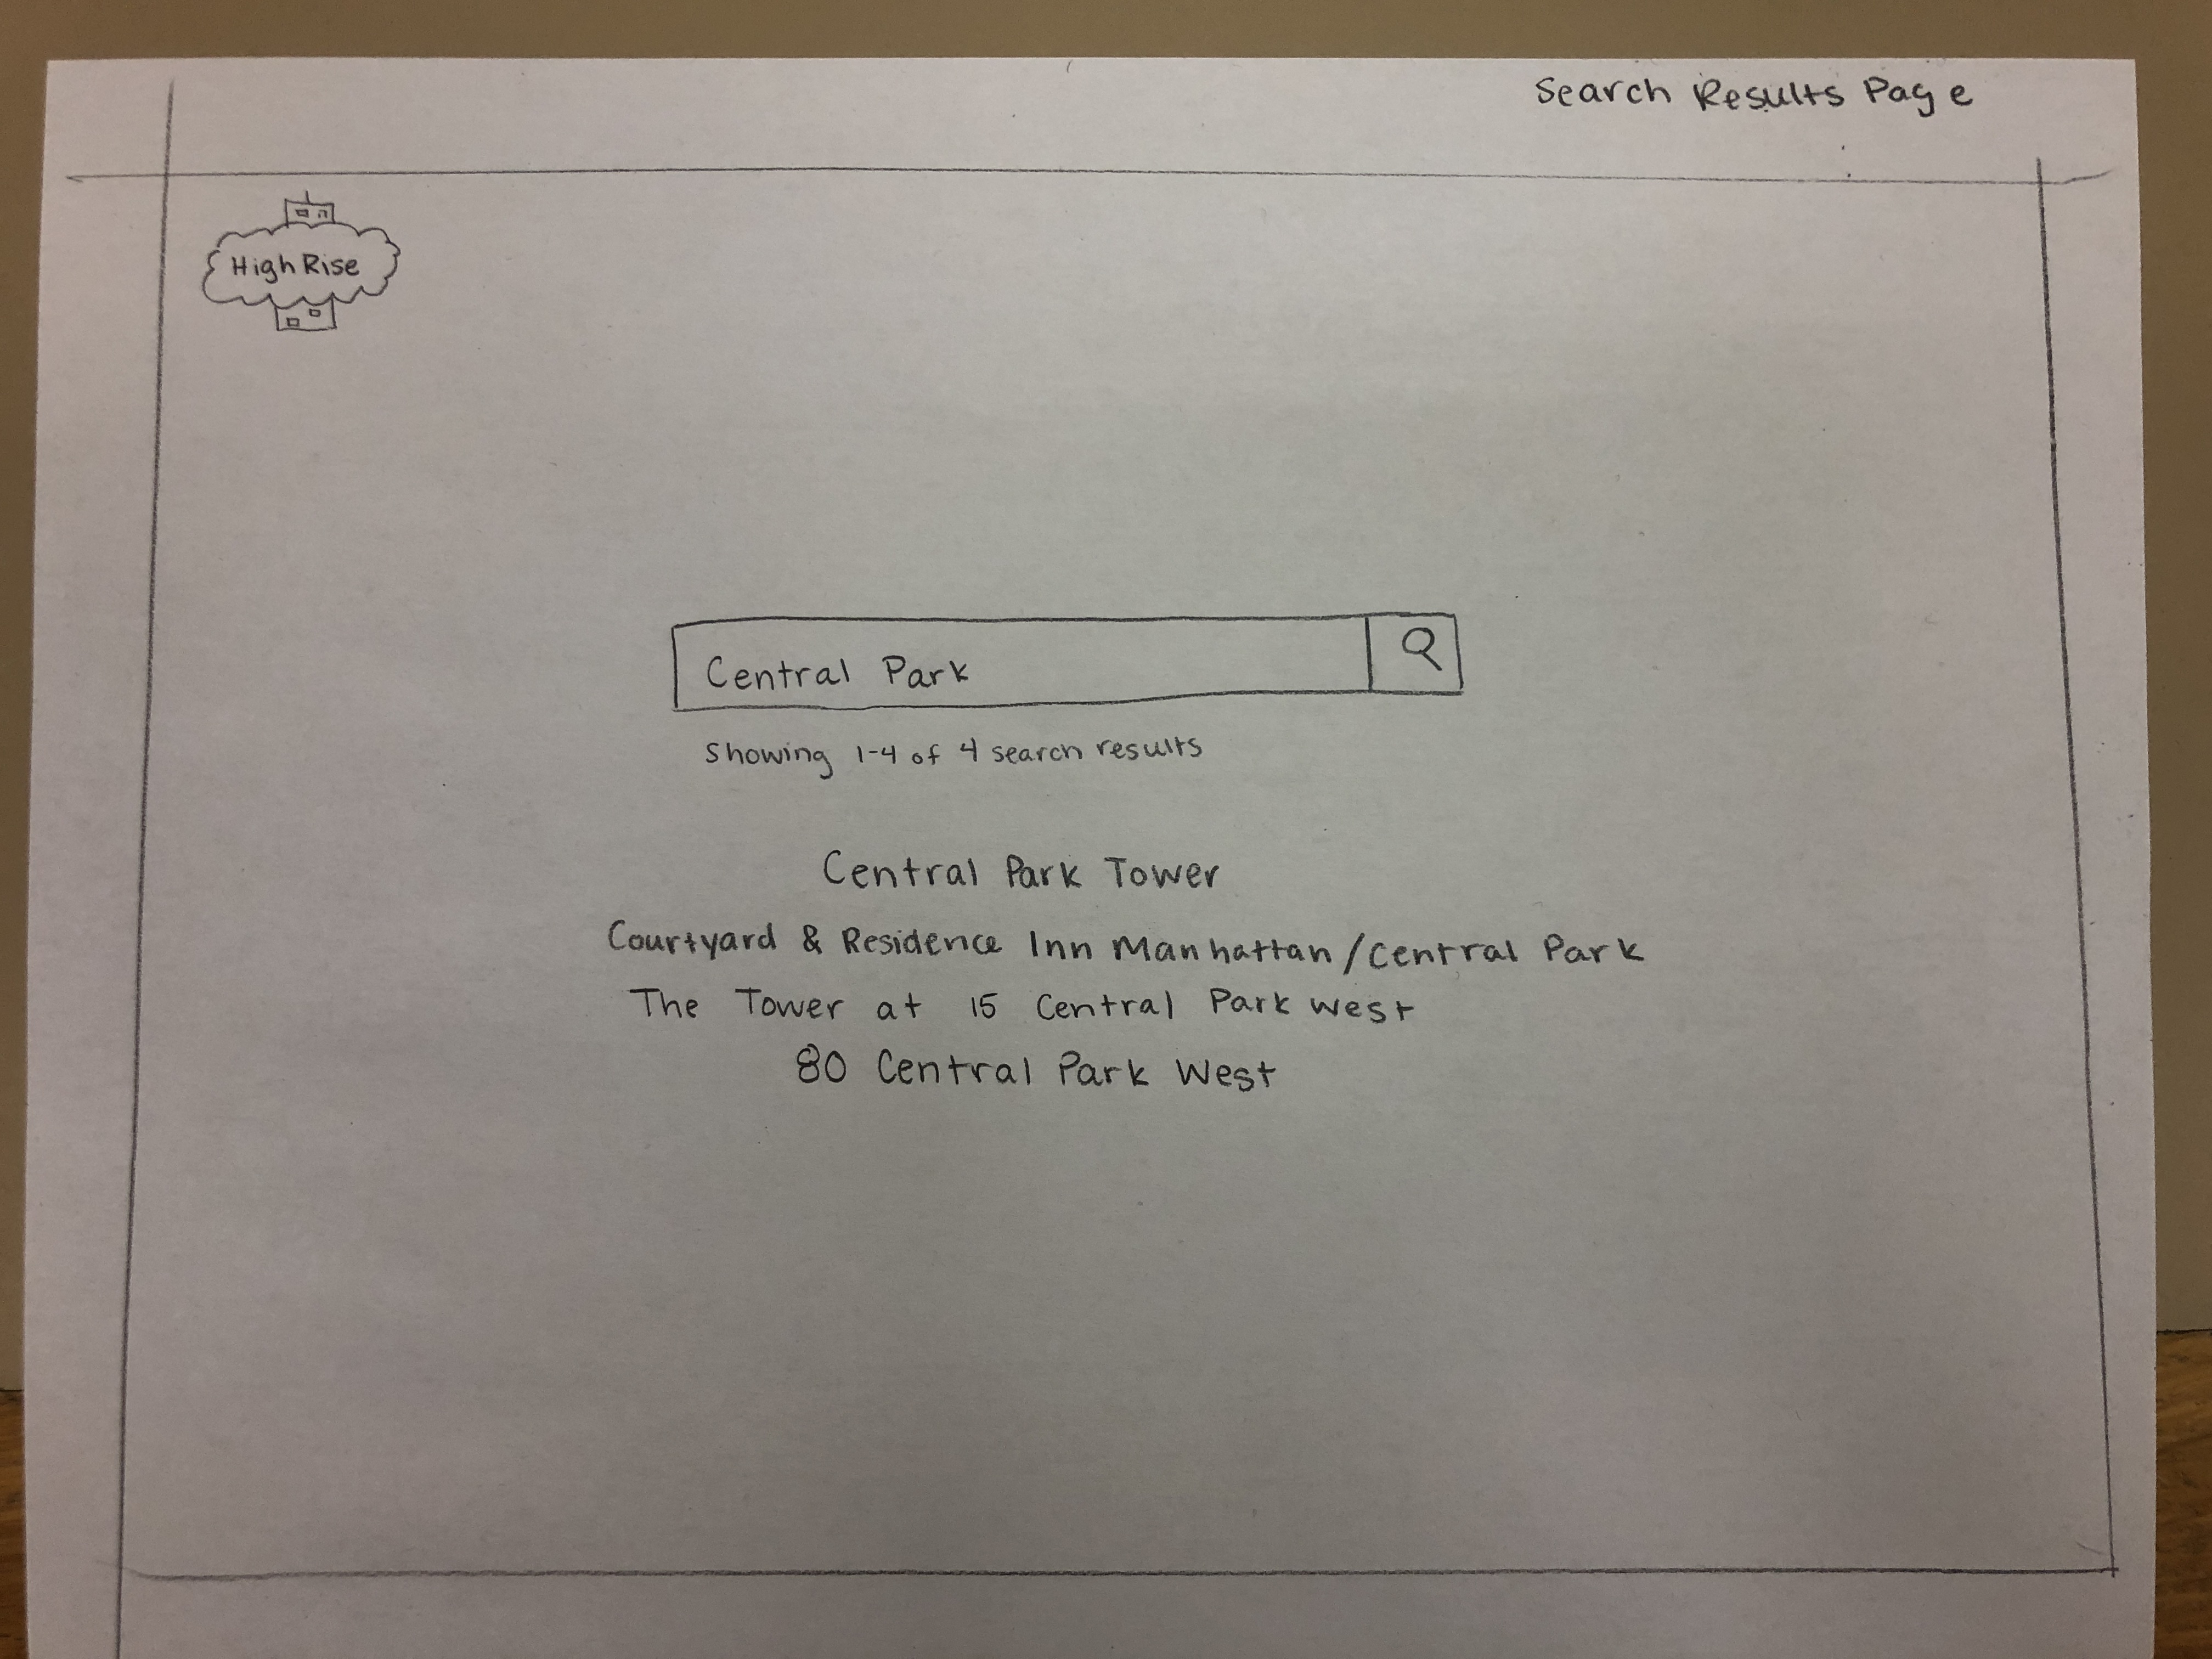 Search Results Page
High Rise
Central Park
Showing 1-4 of 4 search results
Central Park Tower
Courtyard & Residence Inn Manhattan/Central Park
The Tower at 15 Central Park West
80 Central Park West